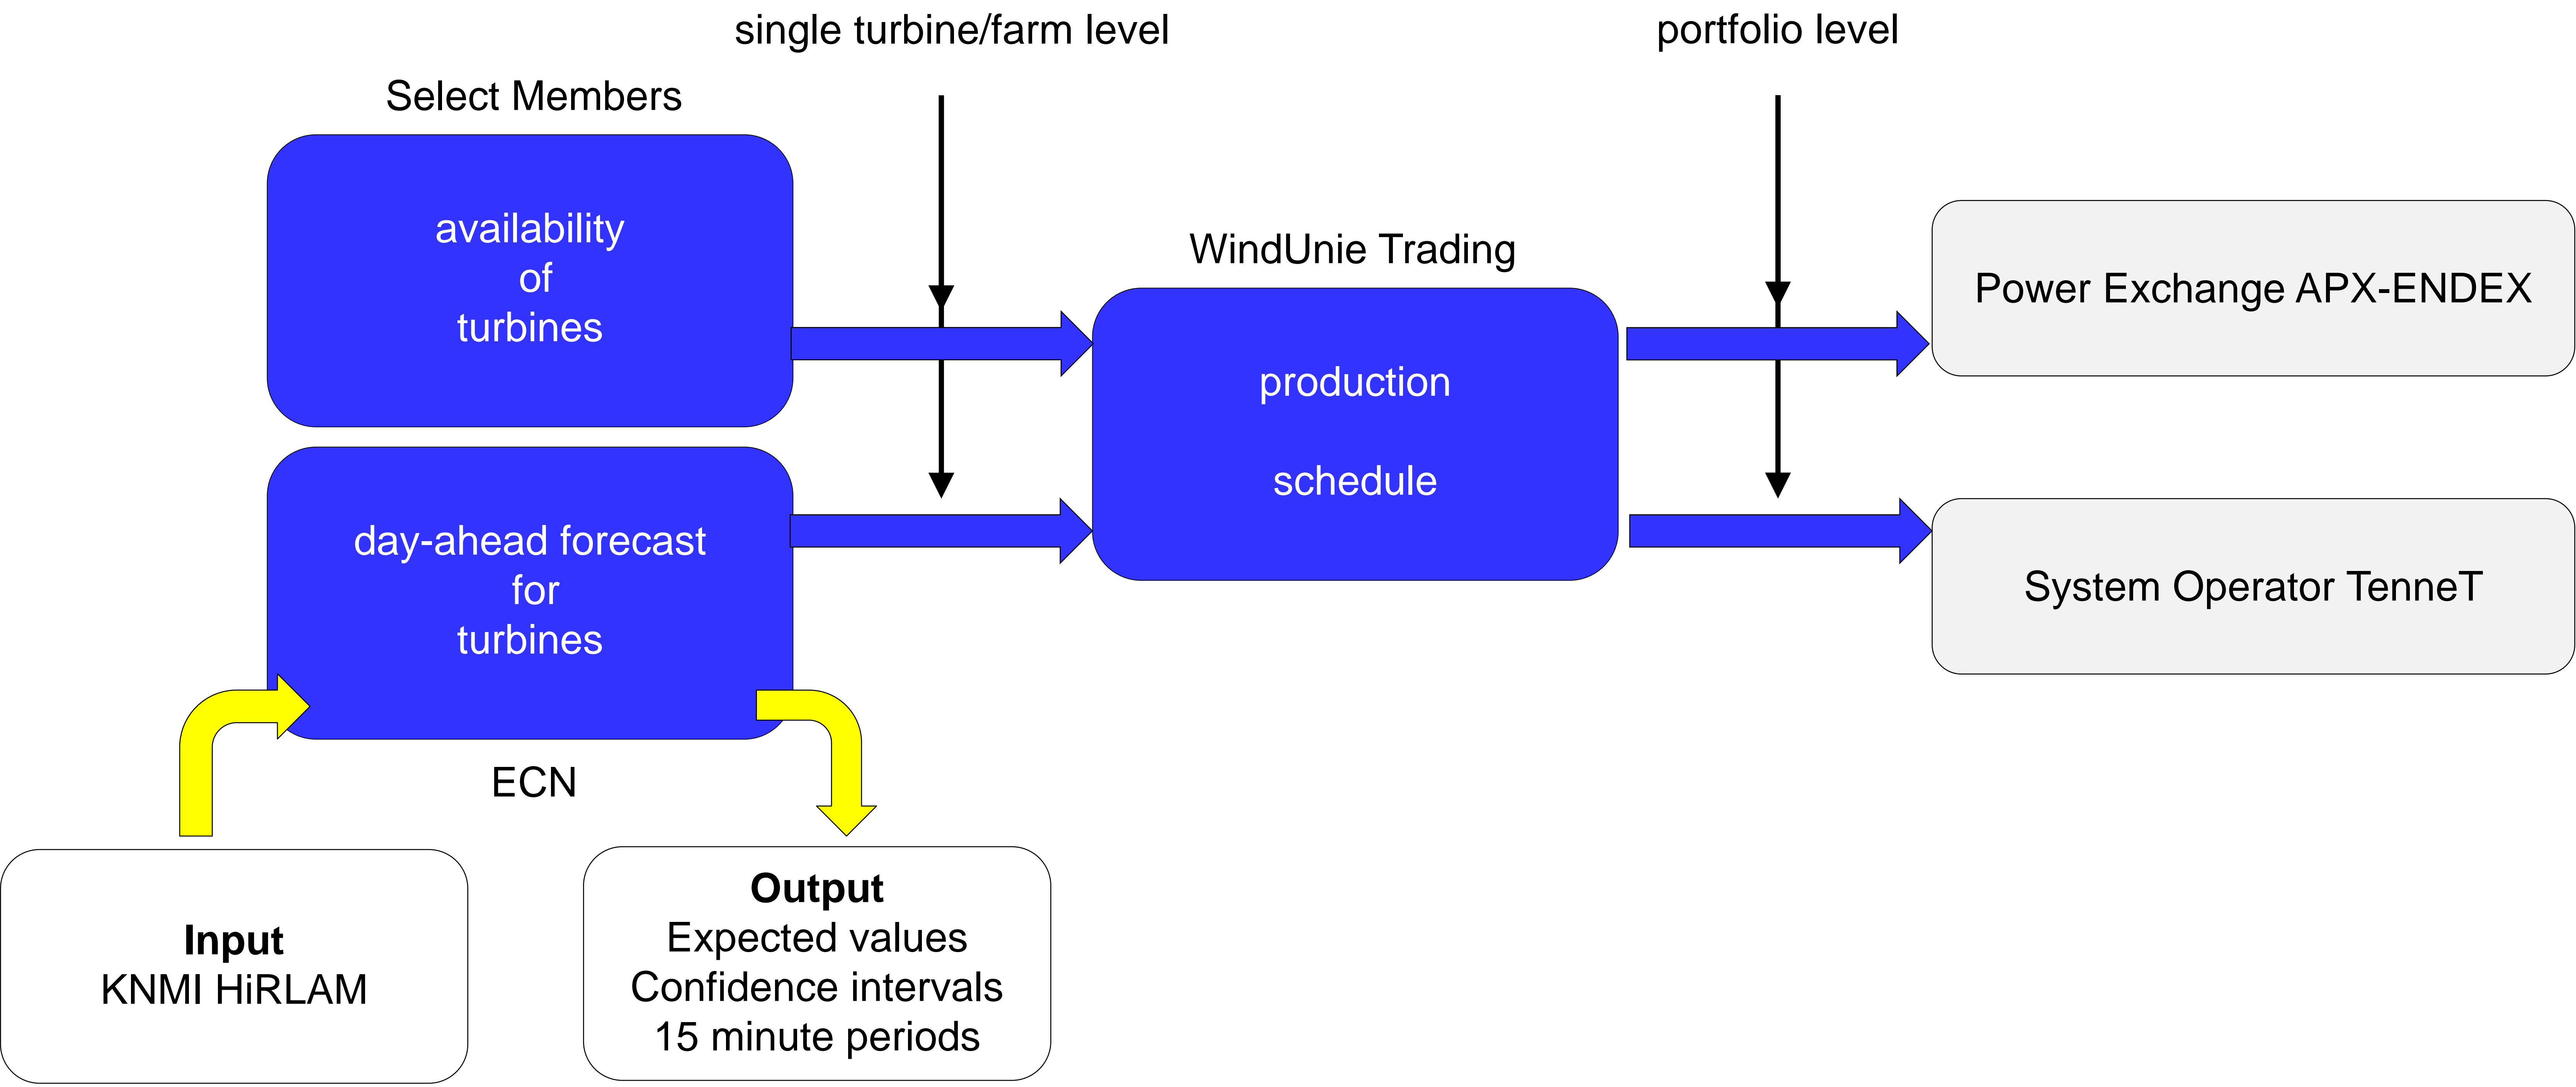 single turbine/farm level
portfolio level
Select Members
availability
of
turbines
WindUnie Trading
production
schedule
Power Exchange APX-ENDEX
day-ahead forecast
for
turbines
System Operator TenneT
ECN
Input
KNMI HiRLAM
Output
Expected values
Confidence intervals
15 minute periods